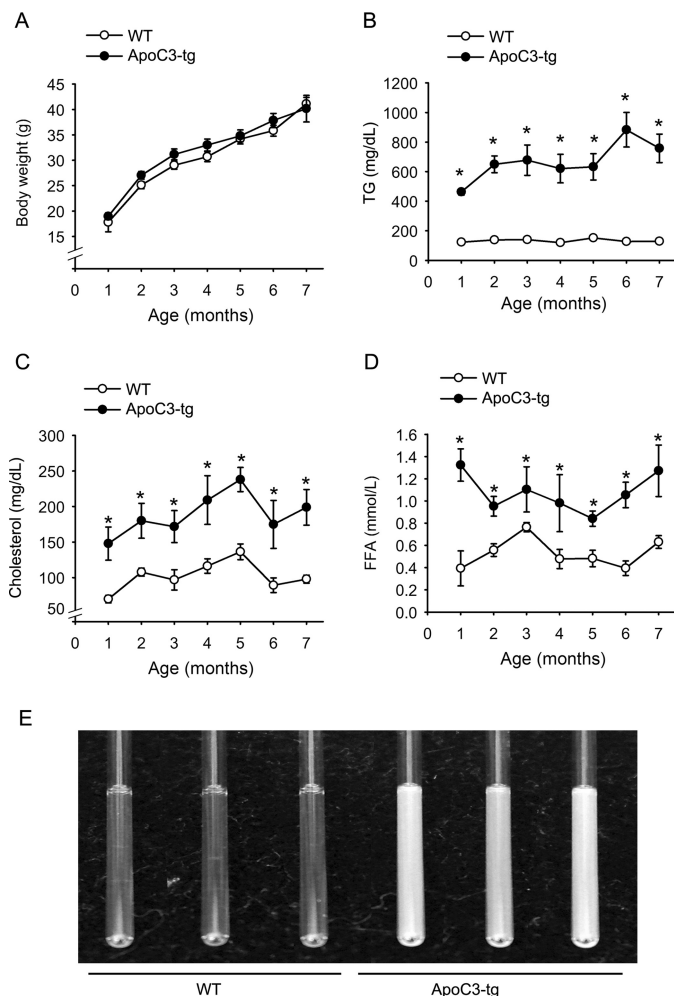 A
WT
ApoC3-tg
Body weight (g)
45
40
35
30
25
20
15
0 1 2 3 4 5 6 7
Age (months)
B
WT
ApoC3-tg
TG (mg/dL)
1200
1000
800
600
400
200
0
* * * * * * *
0 1 2 3 4 5 6 7
Age (months)
C
WT
ApoC3-tg
Cholesterol (mg/dL)
300
250
200
150
100
50
* * * * * * *
0 1 2 3 4 5 6 7
Age (months)
D
WT
ApoC3-tg
FFA (mmol/L)
1.6
1.4
1.2
1.0
0.8
0.6
0.4
0.2
0.0
* * * * * * *
0 1 2 3 4 5 6 7
Age (months)
E
WT ApoC3-tg